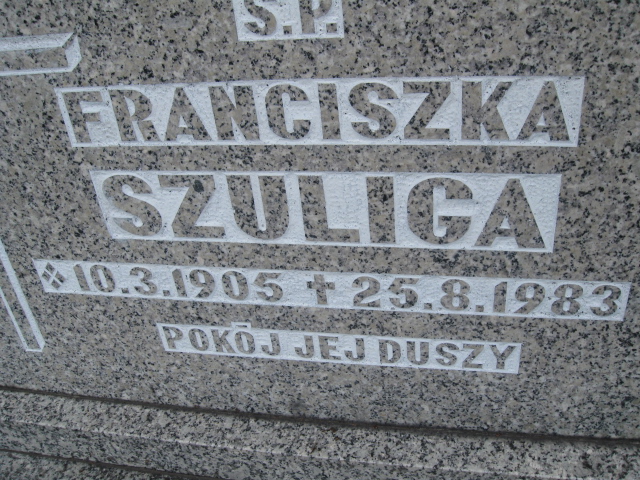 Ś.P.
FRANCISZKA
SZULIGA
10.3.1905 ✝ 25.8.1983
POKÓJ JEJ DUSZY